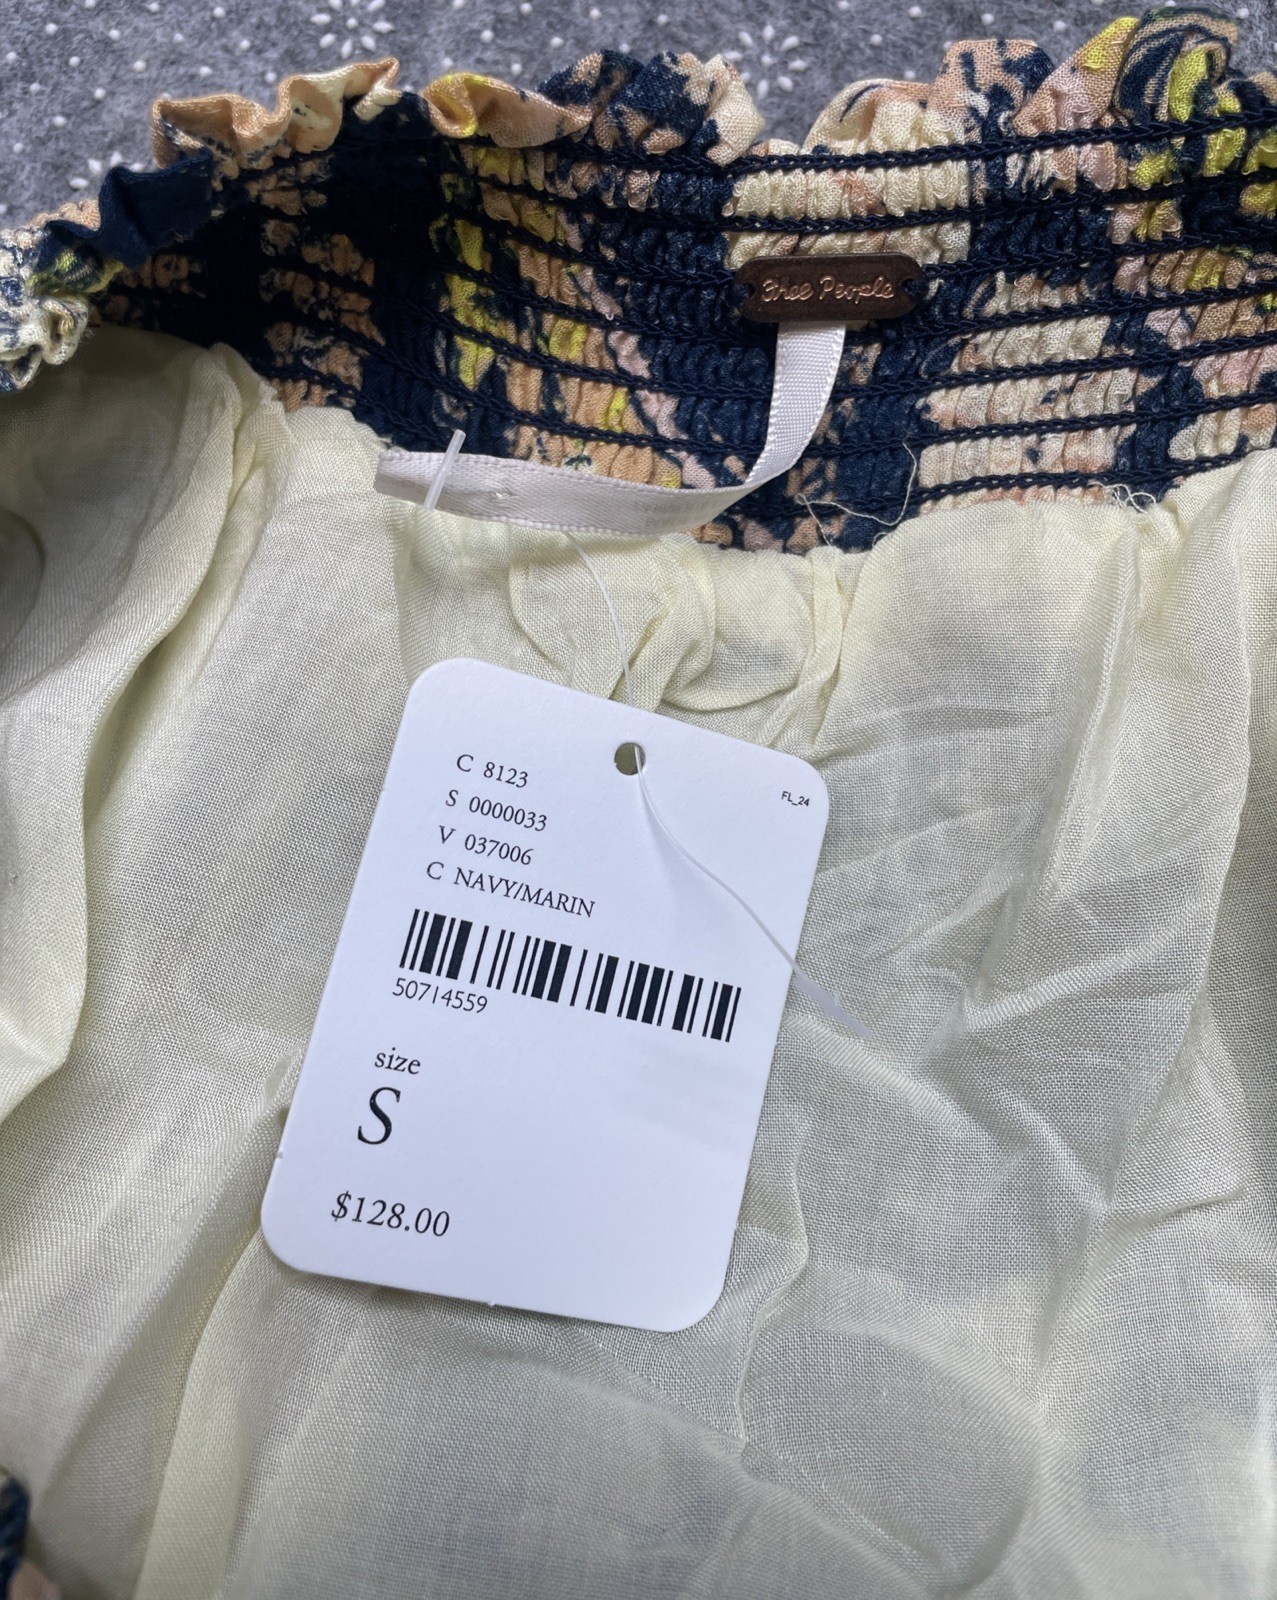 Free People
C 8123
FL_24
S 0000033
V 037006
C NAVY/MARIN
50714559
size
S
$128.00